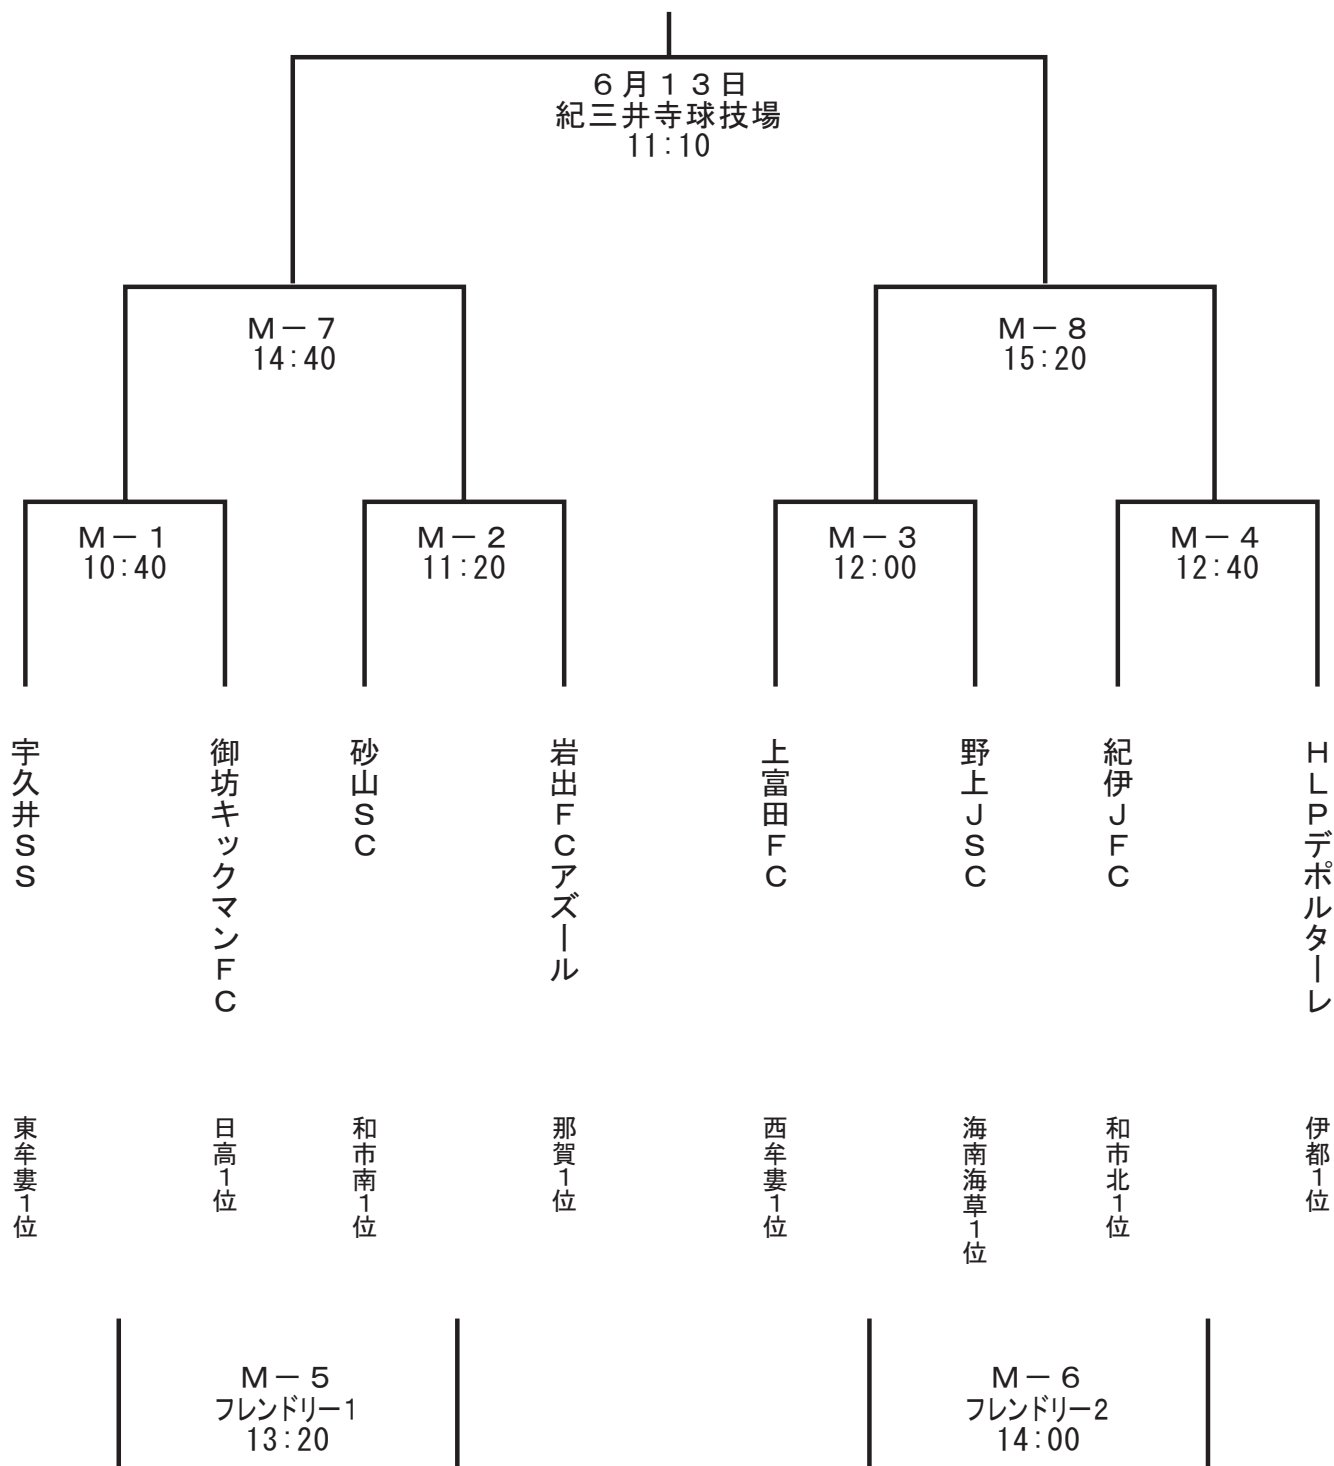 ６月１３日
紀三井寺球技場
11:10
Ｍ－７
14:40
Ｍ－８
15:20
Ｍ－１
10:40
Ｍ－２
11:20
Ｍ－３
12:00
Ｍ－４
12:40
宇久井ＳＳ
御坊キックマンＦＣ
砂山ＳＣ
岩出ＦＣアズール
上富田ＦＣ
野上ＪＳＣ
紀伊ＪＦＣ
ＨＬＰデポルターレ
東牟婁１位
日高１位
和市南１位
那賀１位
西牟婁１位
海南海草１位
和市北１位
伊都１位
Ｍ－５
フレンドリー1
13:20
Ｍ－６
フレンドリー2
14:00